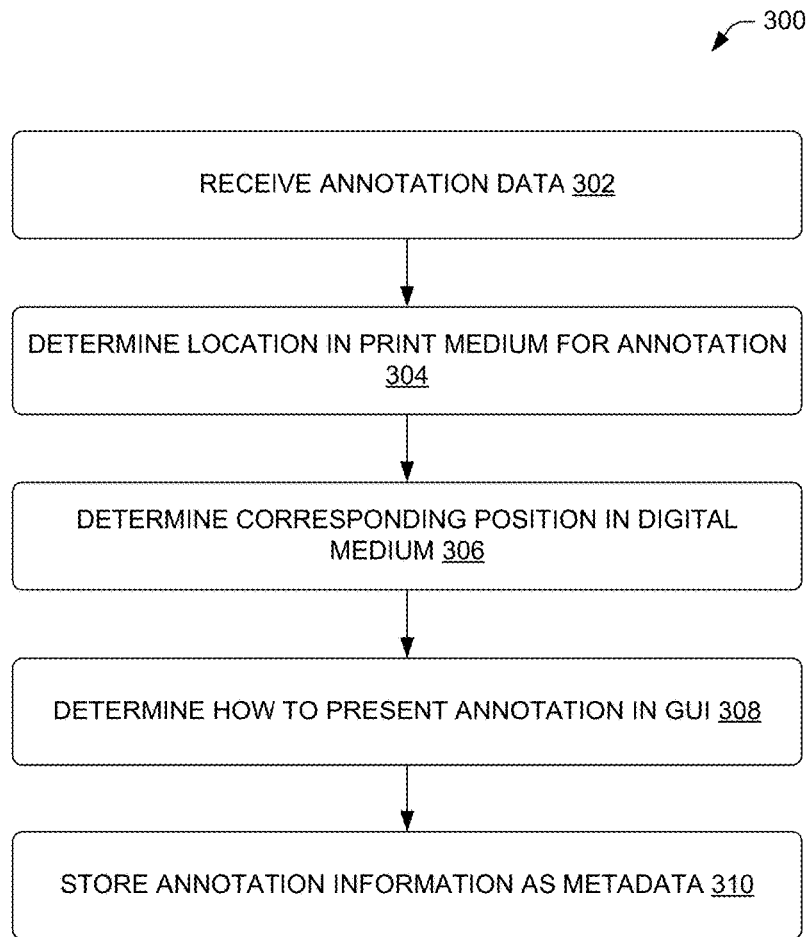 300
RECEIVE ANNOTATION DATA 302
DETERMINE LOCATION IN PRINT MEDIUM FOR ANNOTATION
304
DETERMINE CORRESPONDING POSITION IN DIGITAL
MEDIUM 306
DETERMINE HOW TO PRESENT ANNOTATION IN GUI 308
STORE ANNOTATION INFORMATION AS METADATA 310